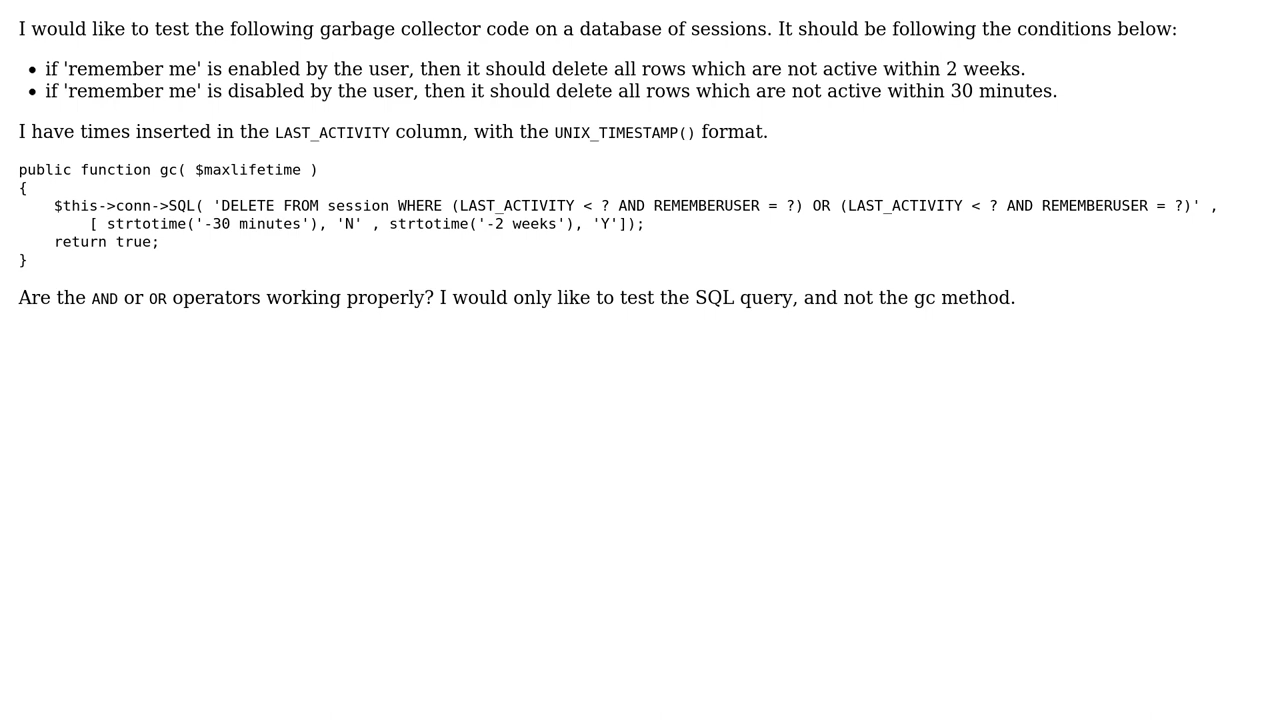 I would like to test the following garbage collector code on a database of sessions. It should be following the conditions below:
• if 'remember me' is enabled by the user, then it should delete all rows which are not active within 2 weeks.
• if 'remember me' is disabled by the user, then it should delete all rows which are not active within 30 minutes.
I have times inserted in the LAST_ACTIVITY column, with the UNIX_TIMESTAMP() format.
public function gc( $maxlifetime )
{
    $this->conn->SQL( 'DELETE FROM session WHERE (LAST_ACTIVITY < ? AND REMEMBERUSER = ?) OR (LAST_ACTIVITY < ? AND REMEMBERUSER = ?)' ,
        [ strtotime('-30 minutes'), 'N' , strtotime('-2 weeks'), 'Y']);
    return true;
}
Are the AND or OR operators working properly? I would only like to test the SQL query, and not the gc method.